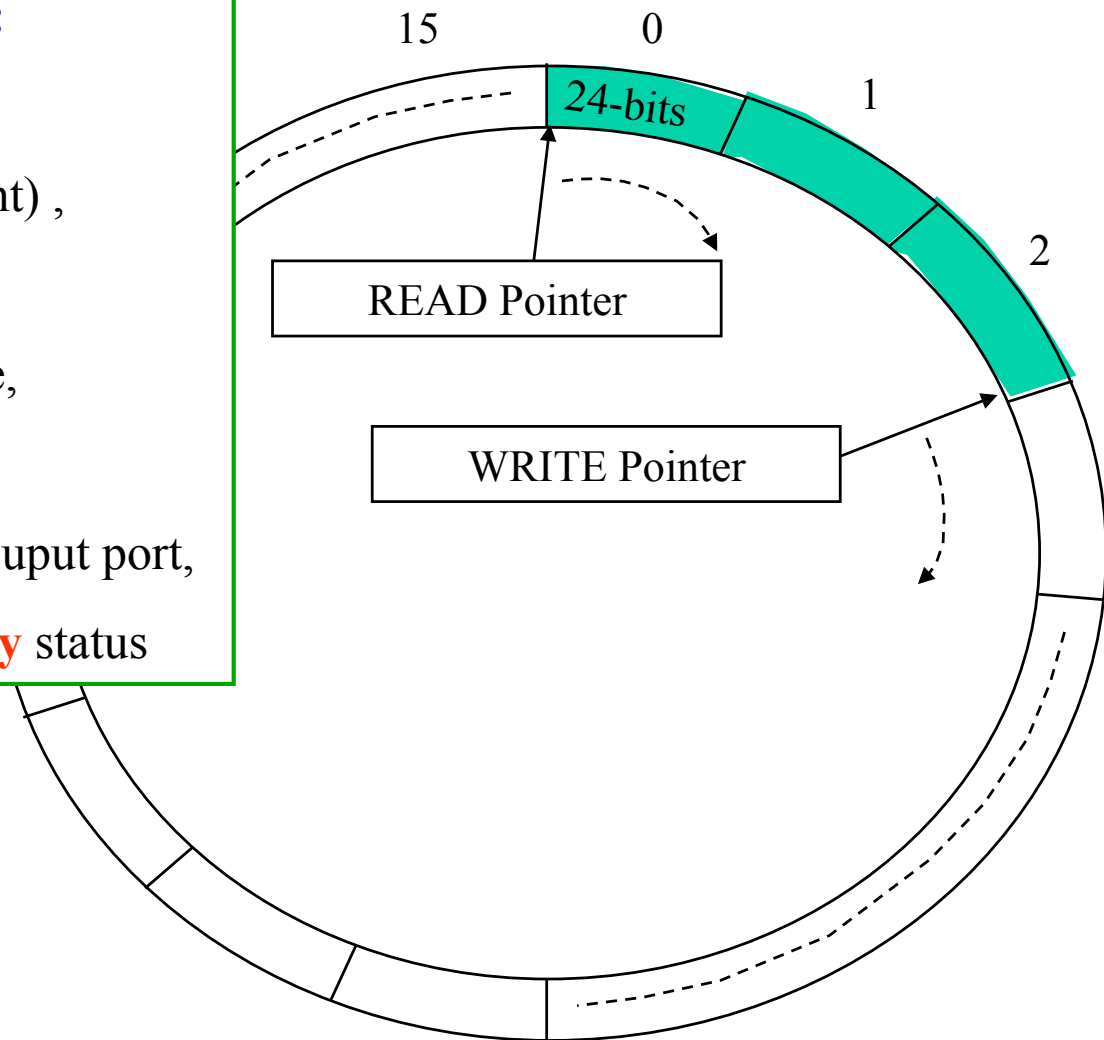 :
nt) ,
e,
uput port,
y status
15
0
24-bits
1
2
READ Pointer
WRITE Pointer